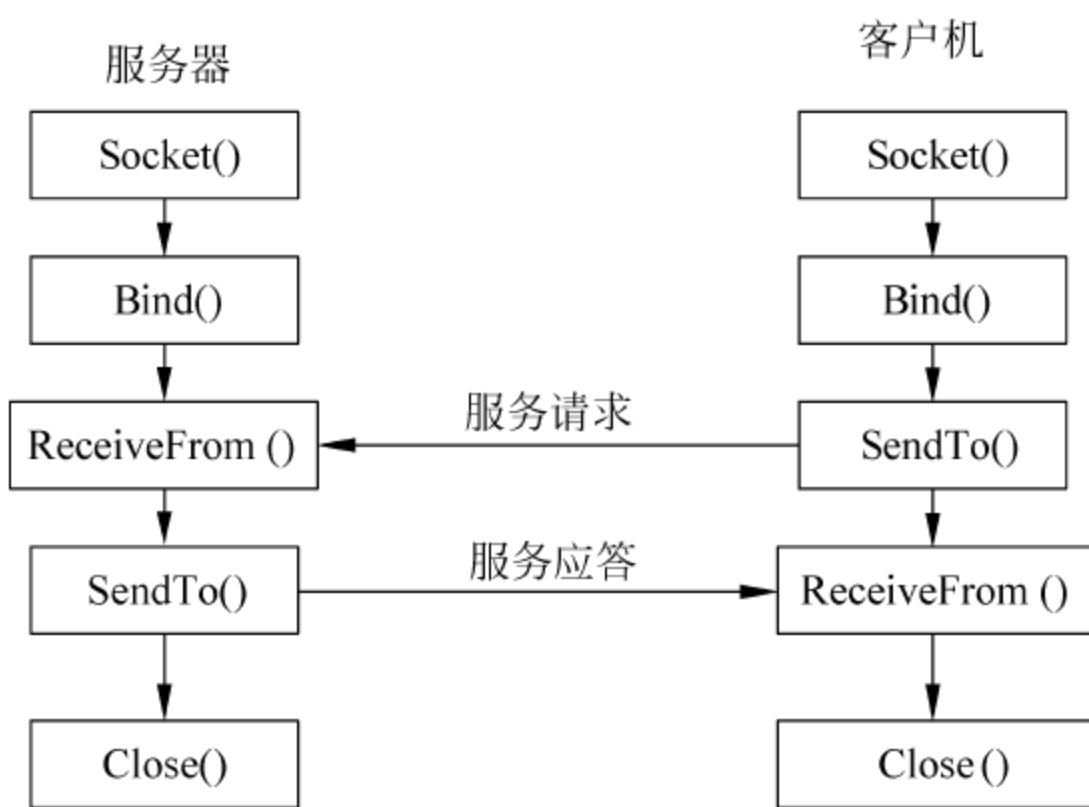 服务器
客户机
Socket()
Socket()
Bind()
Bind()
服务请求
ReceiveFrom ()
SendTo()
服务应答
SendTo()
ReceiveFrom ()
Close()
Close()